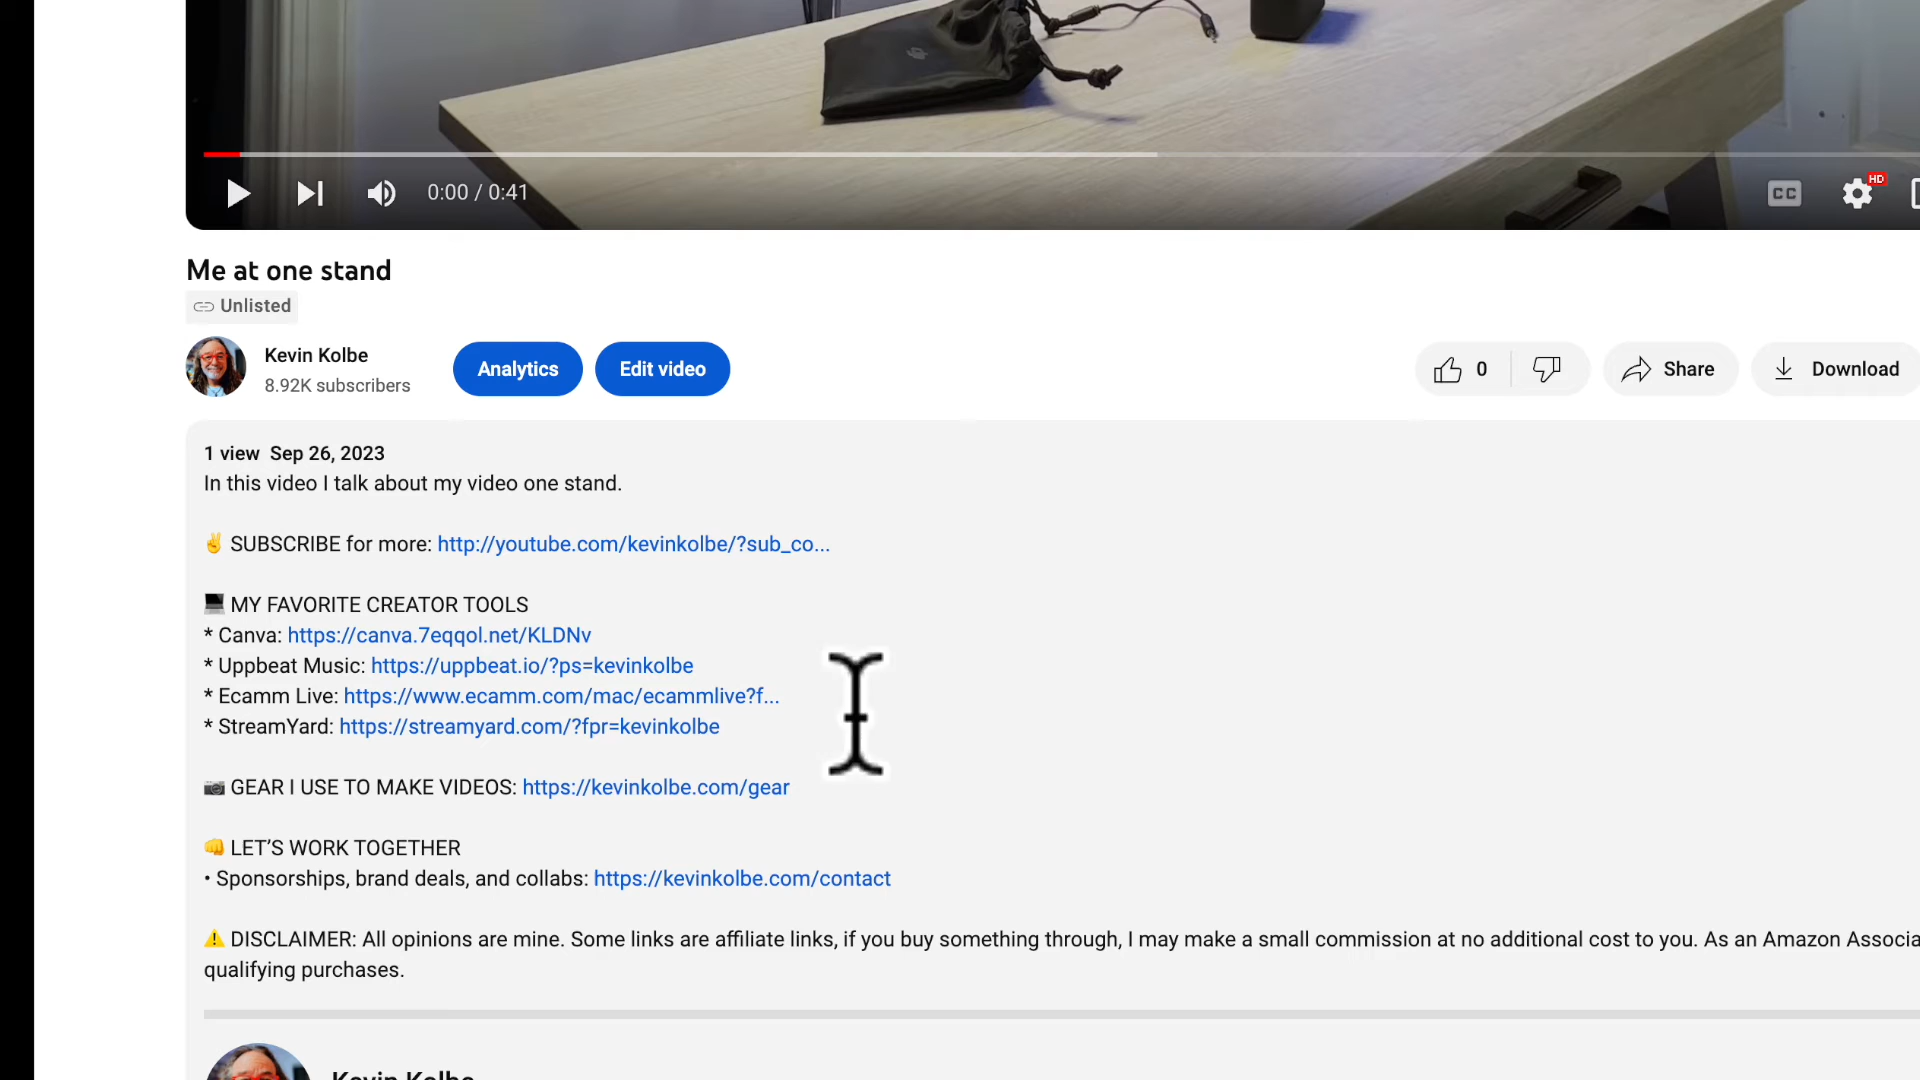 0:00 / 0:41
CC
HD
Me at one stand
Unlisted
Kevin Kolbe
8.92K subscribers
Analytics
Edit video
0
Share
Download
1 view Sep 26, 2023
In this video I talk about my video one stand.
✌️ SUBSCRIBE for more: http://youtube.com/kevinkolbe/?sub_co...
💻 MY FAVORITE CREATOR TOOLS
* Canva: https://canva.7eqqol.net/KLDNv
* Uppbeat Music: https://uppbeat.io/?ps=kevinkolbe
* Ecamm Live: https://www.ecamm.com/mac/ecammlive?f...
* StreamYard: https://streamyard.com/?fpr=kevinkolbe
📷 GEAR I USE TO MAKE VIDEOS: https://kevinkolbe.com/gear
👊 LET’S WORK TOGETHER
• Sponsorships, brand deals, and collabs: https://kevinkolbe.com/contact
⚠️ DISCLAIMER: All opinions are mine. Some links are affiliate links, if you buy something through, I may make a small commission at no additional cost to you. As an Amazon Associa
qualifying purchases.
Kevin Kolbe